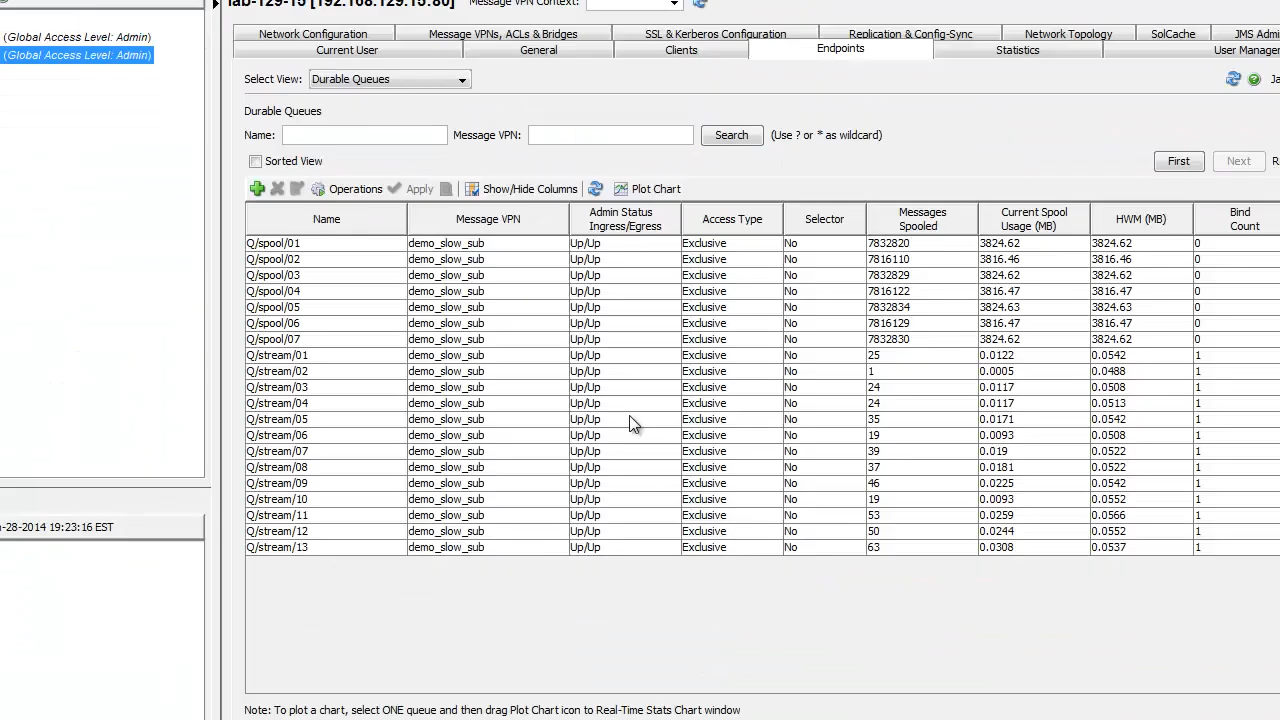 lab-129-15 [192.168.129.15:80] Message VPN Context:
(Global Access Level: Admin)
(Global Access Level: Admin)
Network Configuration Message VPNs, ACLs & Bridges SSL & Kerberos Configuration Replication & Config-Sync Network Topology SolCache JMS Admi
Current User General Clients Endpoints Statistics User Manage
Select View: Durable Queues
Durable Queues
Name: Message VPN: Search (Use ? or * as wildcard)
Sorted View First Next
Operations Apply Show/Hide Columns Plot Chart
Name Message VPN Admin Status Ingress/Egress Access Type Selector Messages Spooled Current Spool Usage (MB) HWM (MB) Bind Count
Q/spool/01 demo_slow_sub Up/Up Exclusive No 7832820 3824.62 3824.62 0
Q/spool/02 demo_slow_sub Up/Up Exclusive No 7816110 3816.46 3816.46 0
Q/spool/03 demo_slow_sub Up/Up Exclusive No 7832829 3824.62 3824.62 0
Q/spool/04 demo_slow_sub Up/Up Exclusive No 7816122 3816.47 3816.47 0
Q/spool/05 demo_slow_sub Up/Up Exclusive No 7832834 3824.63 3824.63 0
Q/spool/06 demo_slow_sub Up/Up Exclusive No 7816129 3816.47 3816.47 0
Q/spool/07 demo_slow_sub Up/Up Exclusive No 7832830 3824.62 3824.62 0
Q/stream/01 demo_slow_sub Up/Up Exclusive No 25 0.0122 0.0542 1
Q/stream/02 demo_slow_sub Up/Up Exclusive No 1 0.0005 0.0488 1
Q/stream/03 demo_slow_sub Up/Up Exclusive No 24 0.0117 0.0508 1
Q/stream/04 demo_slow_sub Up/Up Exclusive No 24 0.0117 0.0513 1
Q/stream/05 demo_slow_sub Up/Up Exclusive No 35 0.0171 0.0542 1
Q/stream/06 demo_slow_sub Up/Up Exclusive No 19 0.0093 0.0508 1
Q/stream/07 demo_slow_sub Up/Up Exclusive No 39 0.019 0.0522 1
Q/stream/08 demo_slow_sub Up/Up Exclusive No 37 0.0181 0.0522 1
Q/stream/09 demo_slow_sub Up/Up Exclusive No 46 0.0225 0.0542 1
Q/stream/10 demo_slow_sub Up/Up Exclusive No 19 0.0093 0.0552 1
Q/stream/11 demo_slow_sub Up/Up Exclusive No 53 0.0259 0.0566 1
Q/stream/12 demo_slow_sub Up/Up Exclusive No 50 0.0244 0.0552 1
Q/stream/13 demo_slow_sub Up/Up Exclusive No 63 0.0308 0.0537 1
-28-2014 19:23:16 EST
Note: To plot a chart, select ONE queue and then drag Plot Chart icon to Real-Time Stats Chart window